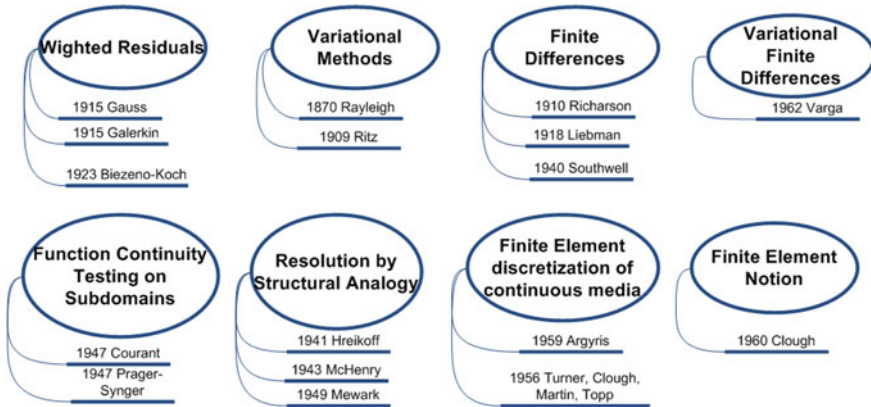 Wighted Residuals
1915 Gauss
1915 Galerkin
1923 Biezeno-Koch
Variational
Methods
1870 Rayleigh
1909 Ritz
Finite
Differences
1910 Richarson
1918 Liebman
1940 Southwell
Variational
Finite
Differences
1962 Varga
Function Continuity
Testing on
Subdomains
1947 Courant
1947 Prager-
Synger
Resolution by
Structural Analogy
1941 Hreikoff
1943 McHenry
1949 Mewark
Finite Element
discretization of
continuous media
1959 Argyris
1956 Turner, Clough,
Martin, Topp
Finite Element
Notion
1960 Clough